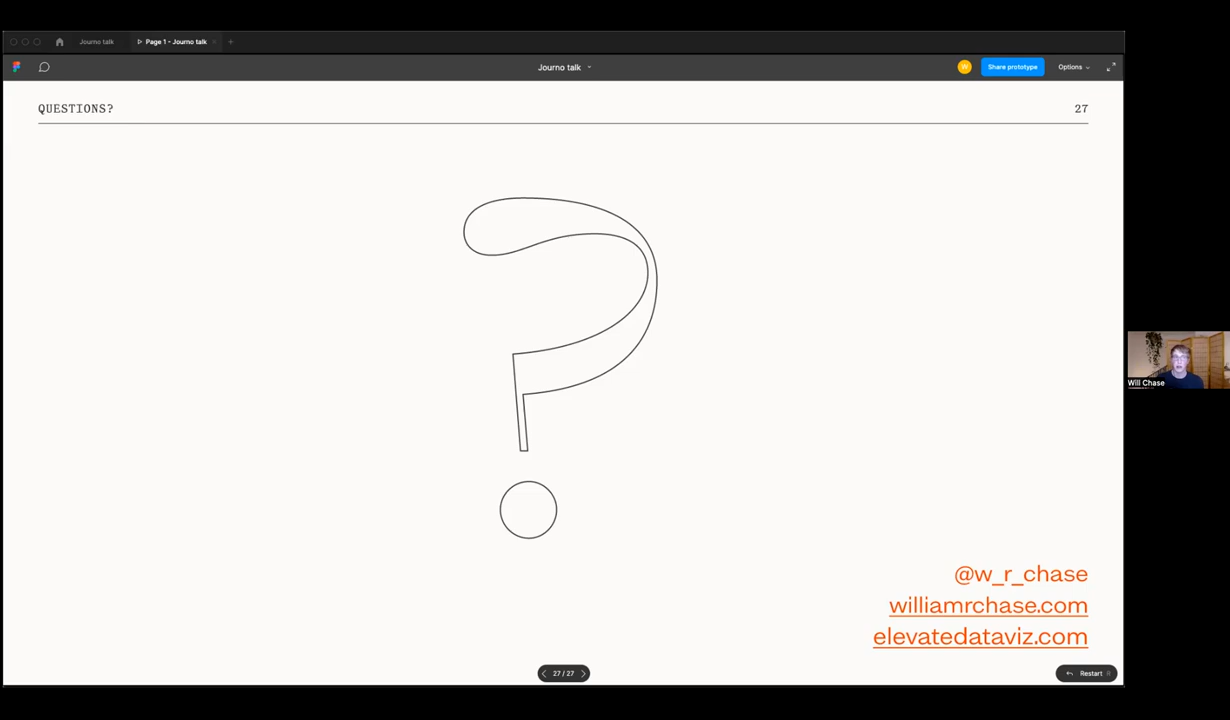 Journo talk
Page 1 - Journo talk
Journo talk
W
Share prototype
Options
QUESTIONS?
27
?
Will Chase
@w_r_chase
williamrchase.com
elevatedataviz.com
27 / 27
Restart R